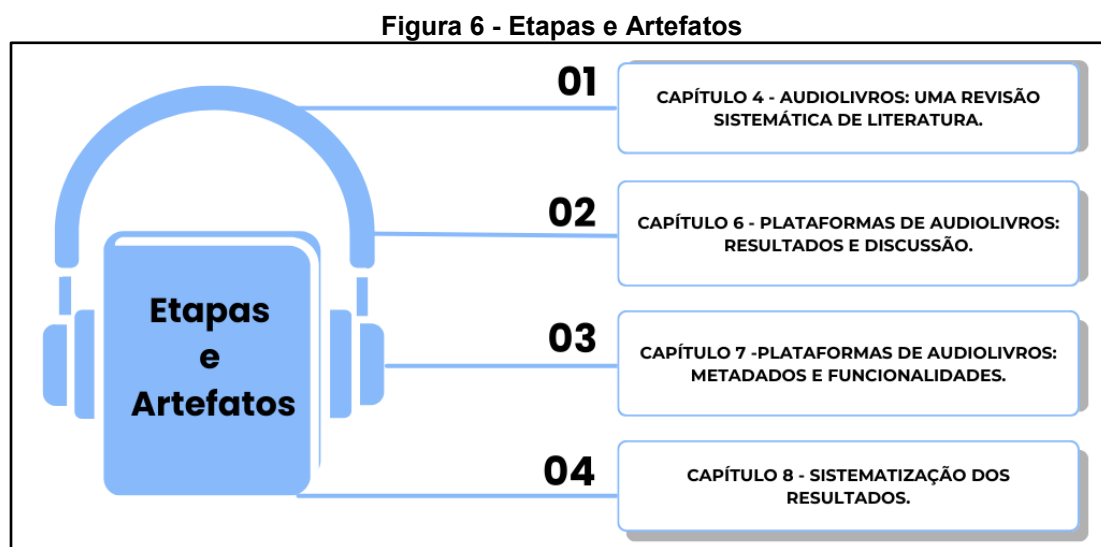 Figura 6 - Etapas e Artefatos
Etapas
e
Artefatos
01
CAPÍTULO 4 - AUDIOLIVROS: UMA REVISÃO
SISTEMÁTICA DE LITERATURA.
02
CAPÍTULO 6 - PLATAFORMAS DE AUDIOLIVROS:
RESULTADOS E DISCUSSÃO.
03
CAPÍTULO 7 -PLATAFORMAS DE AUDIOLIVROS:
METADADOS E FUNCIONALIDADES.
04
CAPÍTULO 8 - SISTEMATIZAÇÃO DOS
RESULTADOS.